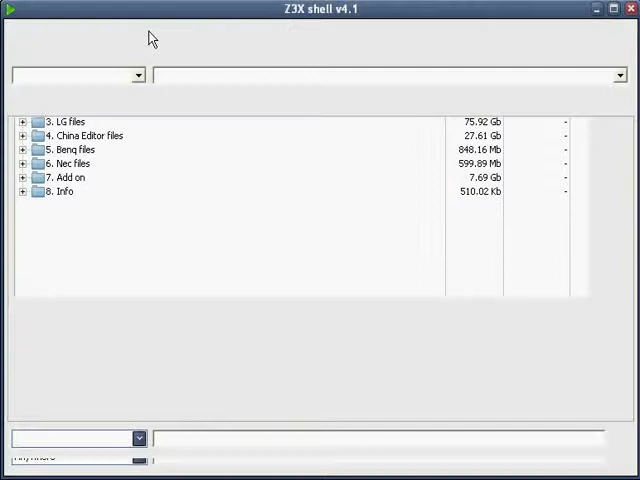 Z3X shell v4.1
3. LG files 75.92 Gb -
4. China Editor files 27.61 Gb -
5. Benq files 848.16 Mb -
6. Nec files 599.89 Mb -
7. Add on 7.69 Gb -
8. Info 510.02 Kb -